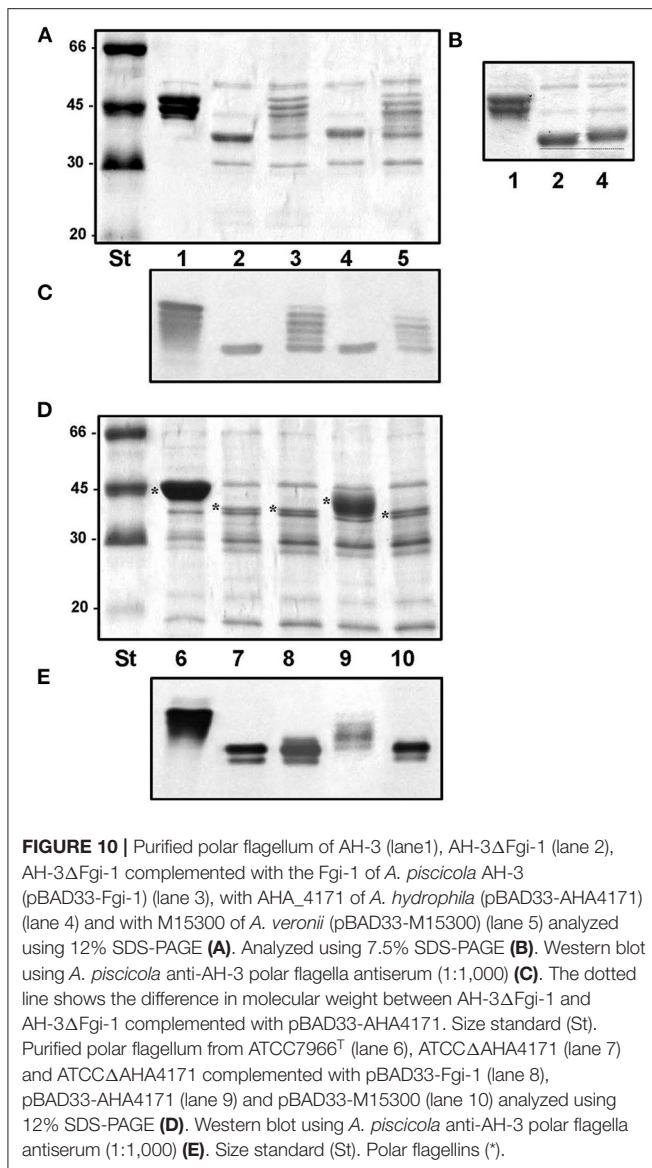 A
B
66 -
45 -
30 -
20 -
1 2 4
St 1 2 3 4 5
C
D
66 -
45 -
30 -
20 -
*
*
*
*
*
St 6 7 8 9 10
E
FIGURE 10 | Purified polar flagellum of AH-3 (lane1), AH-3ΔFgi-1 (lane 2),
AH-3ΔFgi-1 complemented with the Fgi-1 of A. piscicola AH-3
(pBAD33-Fgi-1) (lane 3), with AHA_4171 of A. hydrophila (pBAD33-AHA4171)
(lane 4) and with M15300 of A. veronii (pBAD33-M15300) (lane 5) analyzed
using 12% SDS-PAGE (A). Analyzed using 7.5% SDS-PAGE (B). Western blot
using A. piscicola anti-AH-3 polar flagella antiserum (1:1,000) (C). The dotted
line shows the difference in molecular weight between AH-3ΔFgi-1 and
AH-3ΔFgi-1 complemented with pBAD33-AHA4171. Size standard (St).
Purified polar flagellum from ATCC7966ᵀ (lane 6), ATCCΔAHA4171 (lane 7)
and ATCCΔAHA4171 complemented with pBAD33-Fgi-1 (lane 8),
pBAD33-AHA4171 (lane 9) and pBAD33-M15300 (lane 10) analyzed using
12% SDS-PAGE (D). Western blot using A. piscicola anti-AH-3 polar flagella
antiserum (1:1,000) (E). Size standard (St). Polar flagellins (*).